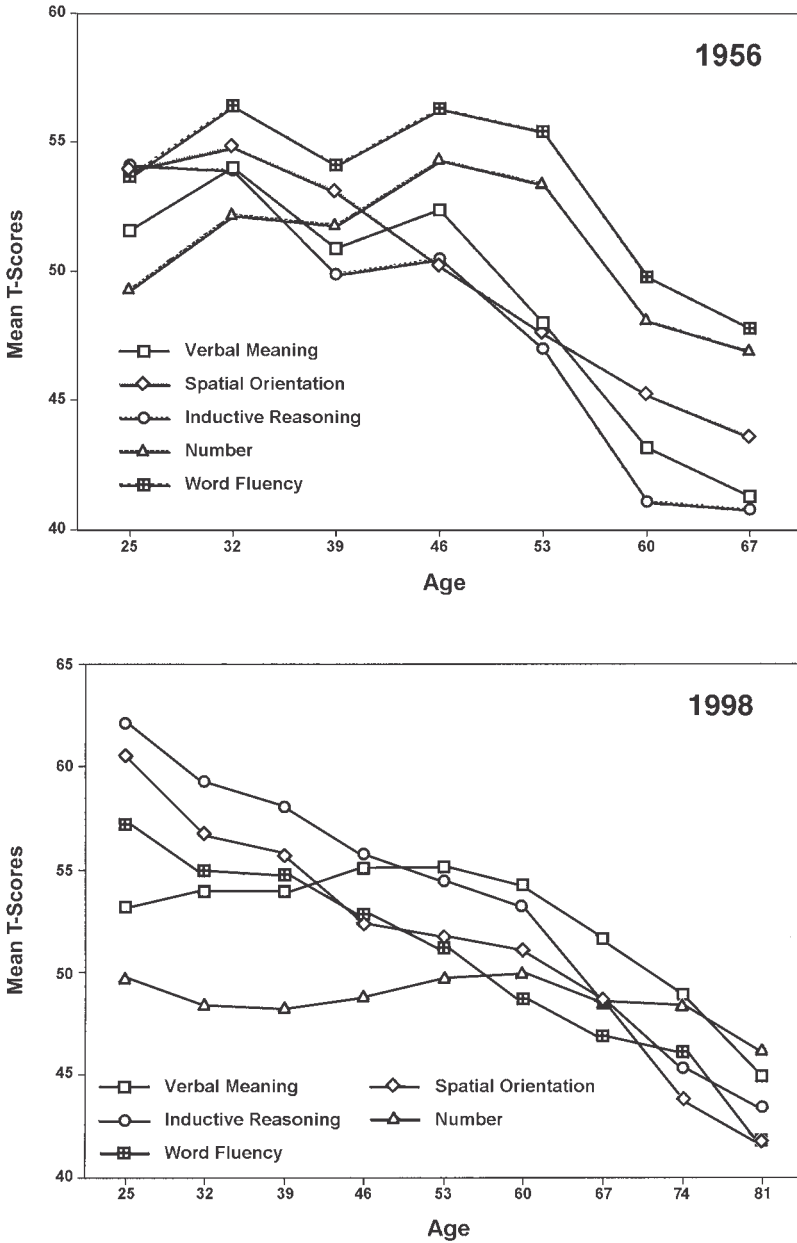 60
1956
55
50
45
40
Mean T-Scores
Verbal Meaning
Spatial Orientation
Inductive Reasoning
Number
Word Fluency
25 32 39 46 53 60 67
Age
65
1998
60
55
50
45
40
Mean T-Scores
Verbal Meaning Spatial Orientation
Inductive Reasoning Number
Word Fluency
25 32 39 46 53 60 67 74 81
Age